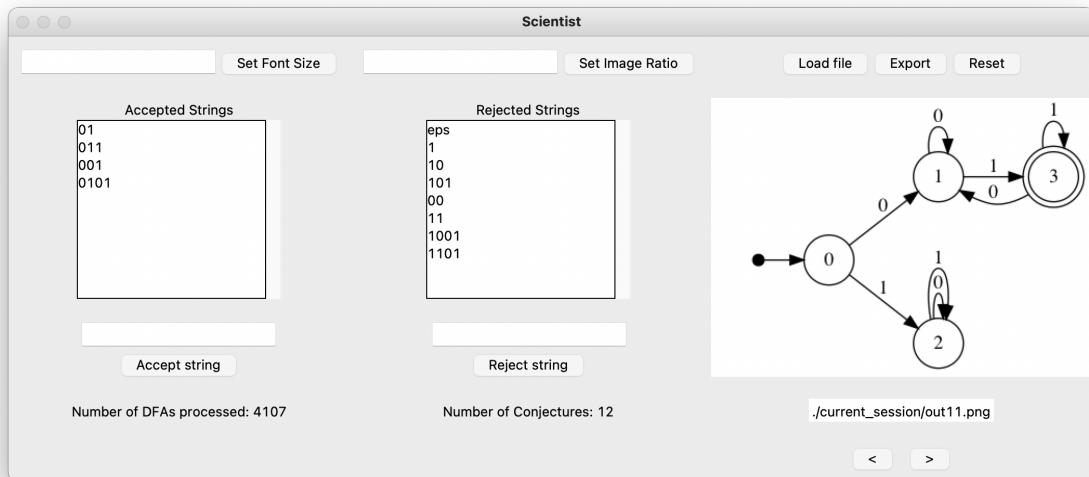 Scientist
Set Font Size
Set Image Ratio
Load file
Export
Reset
Accepted Strings
01
011
001
0101
Accept string
Number of DFAs processed: 4107
Rejected Strings
eps
1
10
101
00
11
1001
1101
Reject string
Number of Conjectures: 12
0
1
1
1
3
0
0
0
1
1
0
2
./current_session/out11.png
<
>